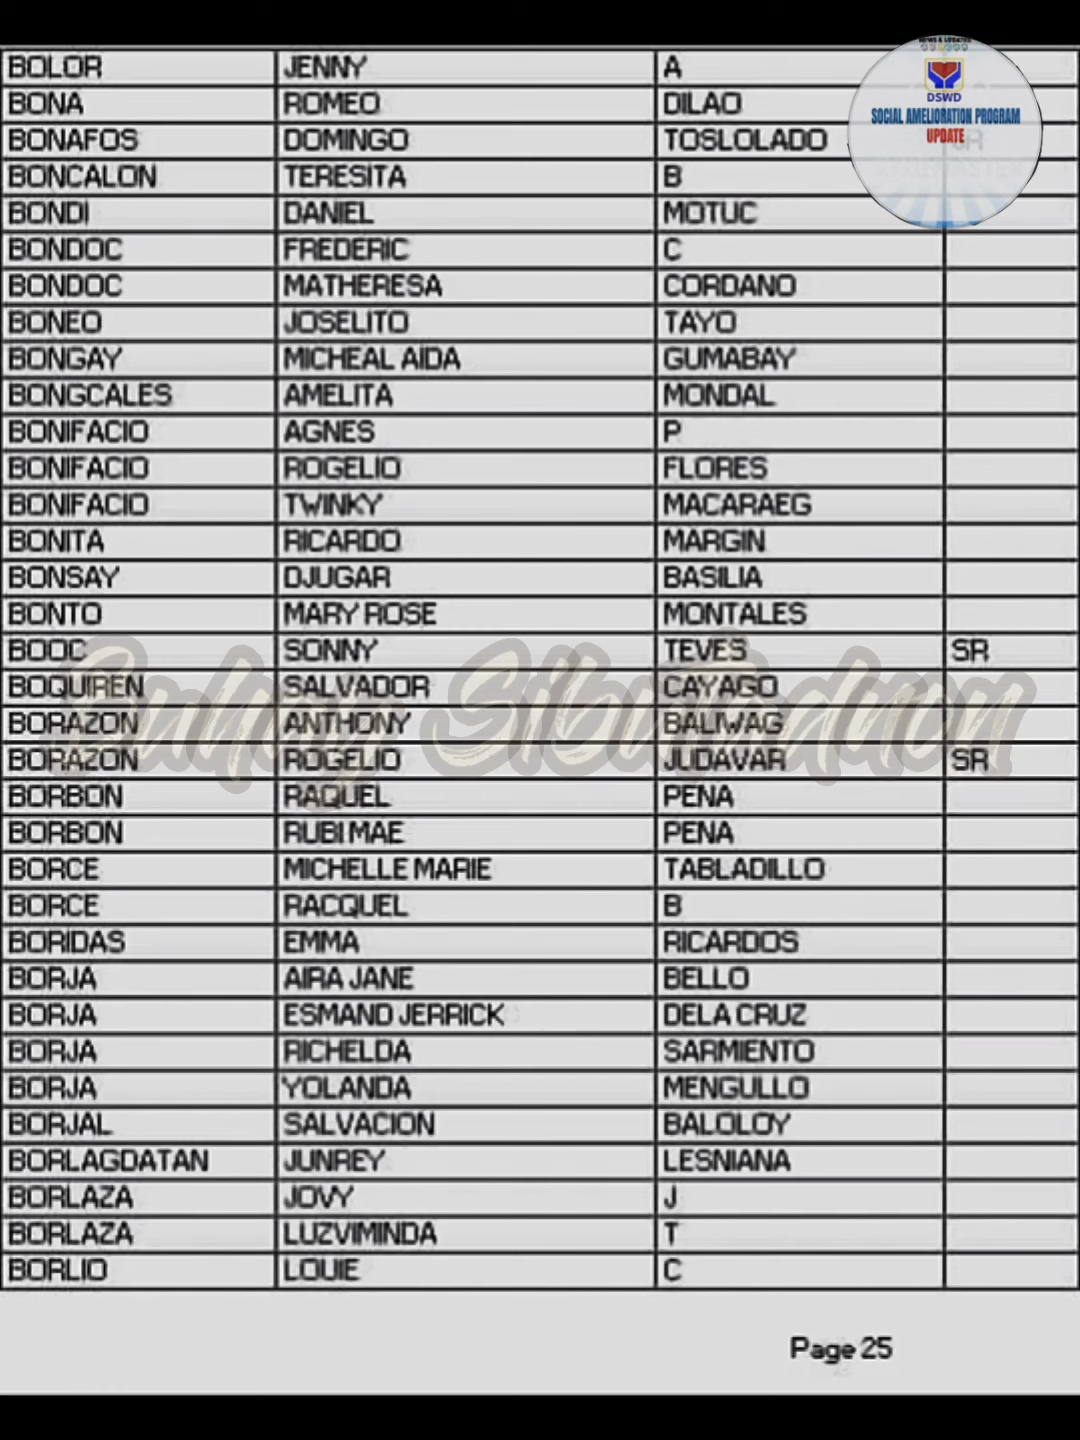 NEWS & UPDATES
DSWD
SOCIAL AMELIORATION PROGRAM
UPDATE
BOLOR JENNY A
BONA ROMEO DILAO
BONAFOS DOMINGO TOSLOLADO JR
BONCALON TERESITA B
BONDI DANIEL MOTUC
BONDOC FREDERIC C
BONDOC MATHERESA CORDANO
BONEO JOSELITO TAYO
BONGAY MICHEAL AIDA GUMABAY
BONGCALES AMELITA MONDAL
BONIFACIO AGNES P
BONIFACIO ROGELIO FLORES
BONIFACIO TWINKY MACARAEG
BONITA RICARDO MARGIN
BONSAY DJUGAR BASILIA
BONTO MARY ROSE MONTALES
BOOC SONNY TEVES SR
BOQUIREN SALVADOR CAYAGO
BORAZON ANTHONY BALIWAG
BORAZON ROGELIO JUDAVAR SR
BORBON RAQUEL PENA
BORBON RUBI MAE PENA
BORCE MICHELLE MARIE TABLADILLO
BORCE RACQUEL B
BORIDAS EMMA RICARDOS
BORJA AIRA JANE BELLO
BORJA ESMAND JERRICK DELA CRUZ
BORJA RICHELDA SARMIENTO
BORJA YOLANDA MENGULLO
BORJAL SALVACION BALOLOY
BORLAGDATAN JUNREY LESNIANA
BORLAZA JOVY J
BORLAZA LUZVIMINDA T
BORLIO LOUIE C
Page 25